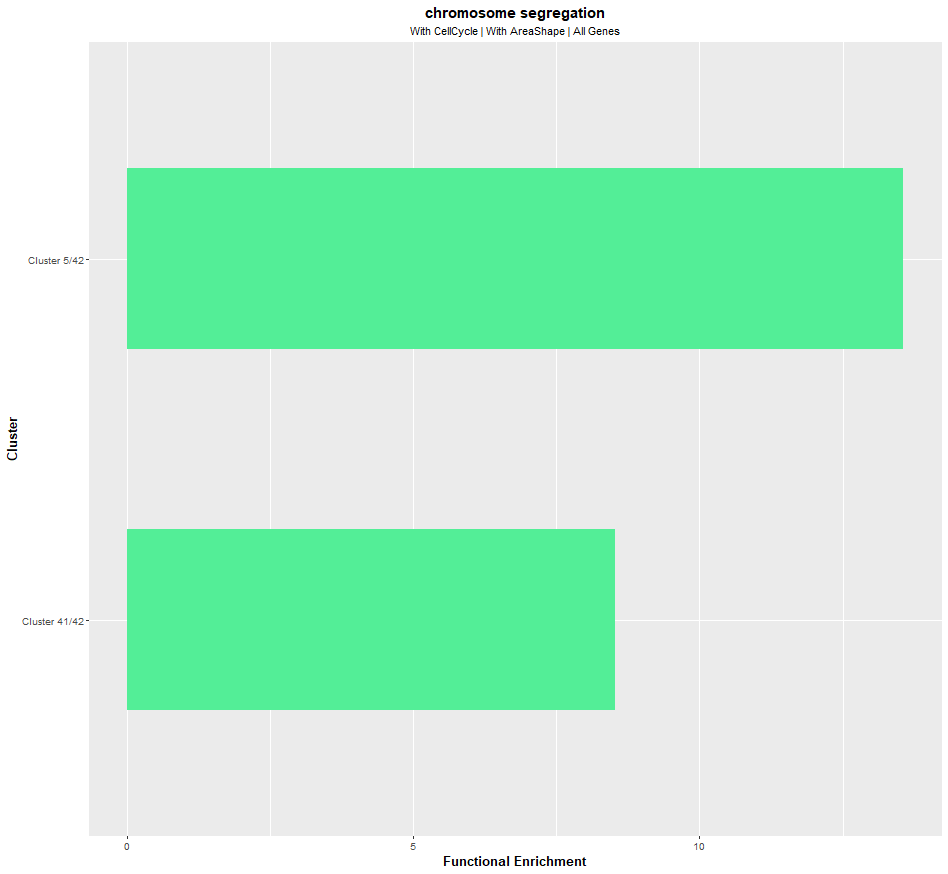 chromosome segregation
With CellCycle | With AreaShape | All Genes
Cluster
Cluster 5/42
Cluster 41/42
0
5
10
Functional Enrichment